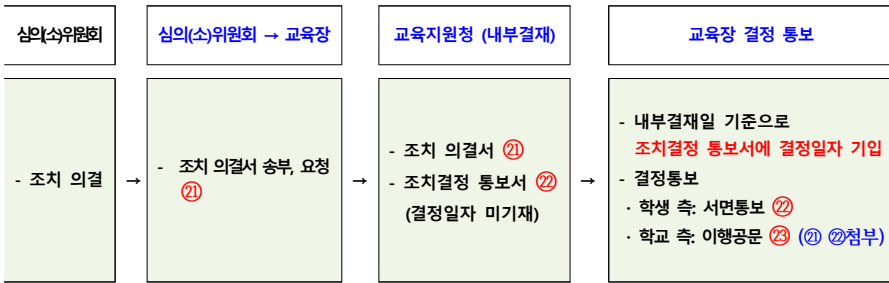 심의(소)위원회
심의(소)위원회 → 교육장
교육지원청 (내부결재)
교육장 결정 통보
- 조치 의결
→
- 조치 의결서 송부, 요청
㉑
→
- 조치 의결서 ㉑
- 조치결정 통보서 ㉒
(결정일자 미기재)
→
- 내부결재일 기준으로
조치결정 통보서에 결정일자 기입
- 결정통보
· 학생 측: 서면통보 ㉒
· 학교 측: 이행공문 ㉓ (㉑ ㉒첨부)